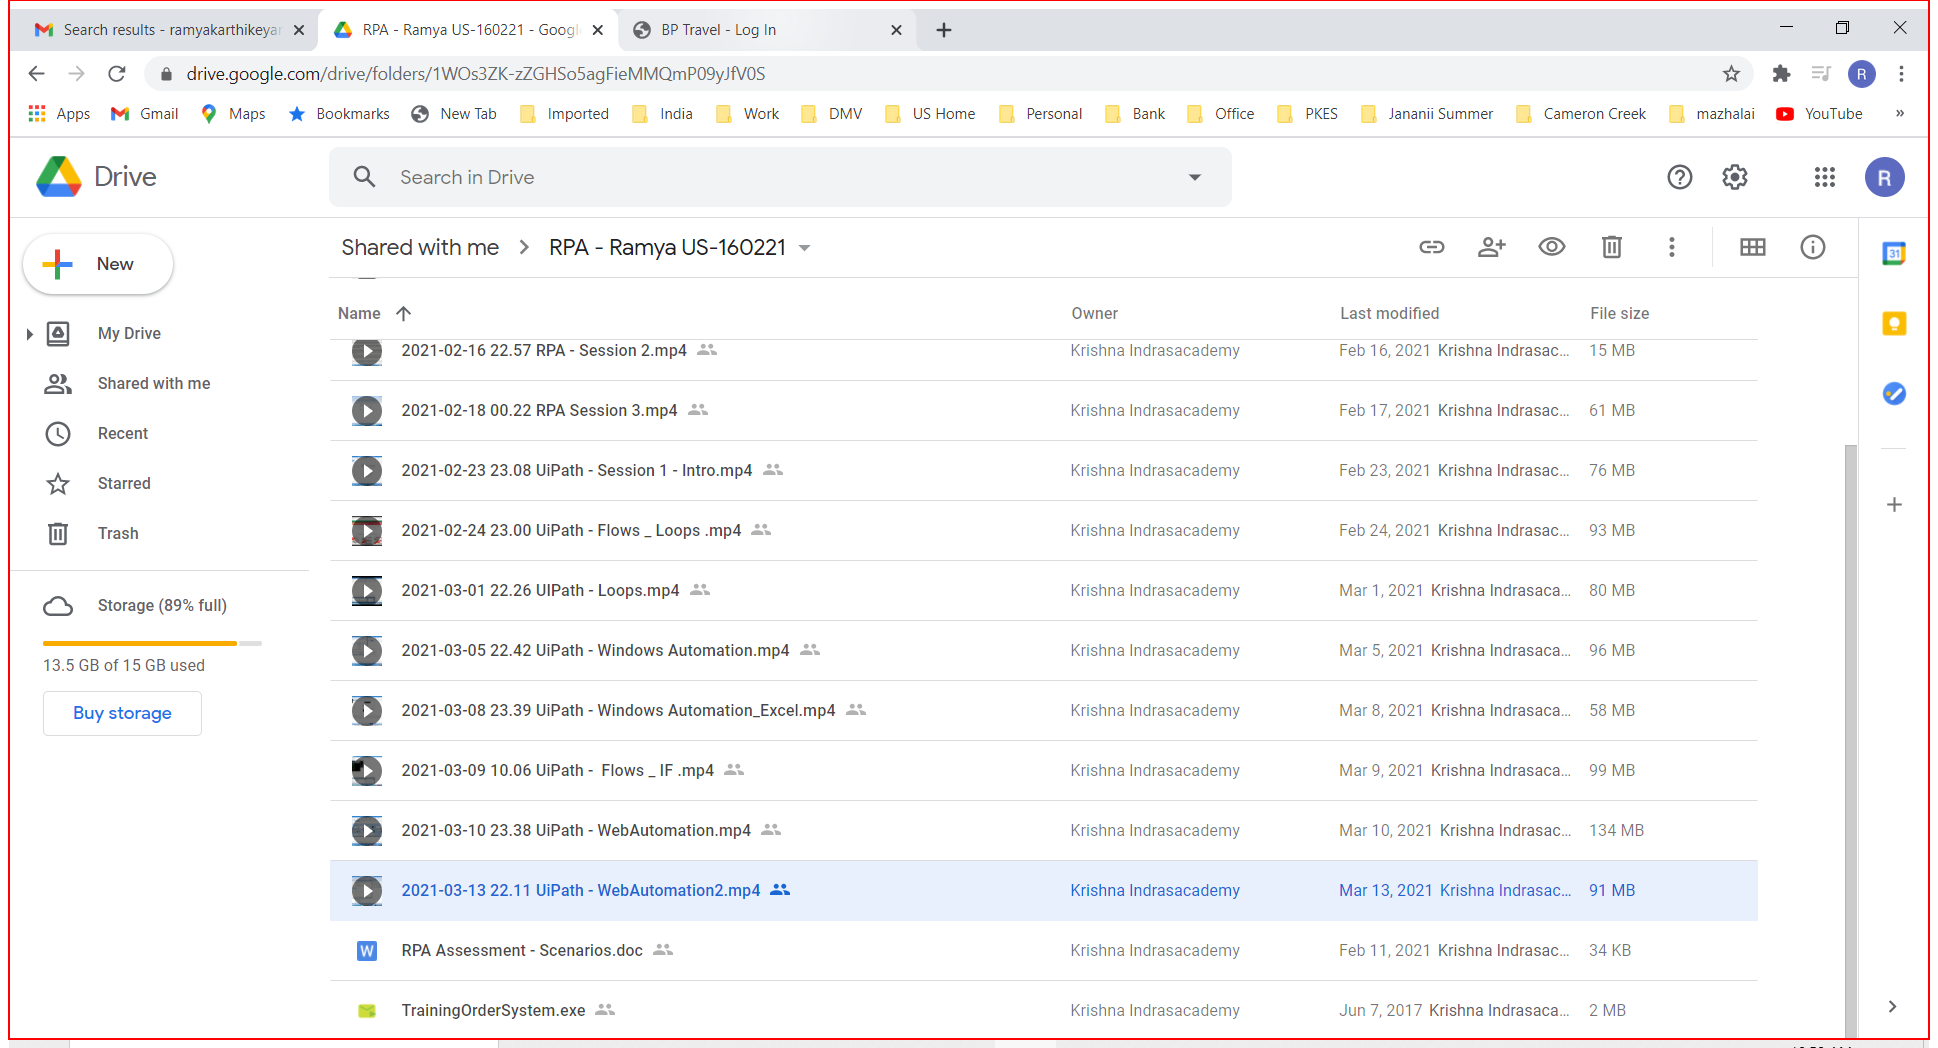 Search results - ramyakarthikeyar
RPA - Ramya US-160221 - Googl
BP Travel - Log In
drive.google.com/drive/folders/1WOs3ZK-zZGHSo5agFieMMQmP09yJfV0S
R
Apps Gmail Maps Bookmarks New Tab Imported India Work DMV US Home Personal Bank Office PKES Jananii Summer Cameron Creek mazhalai YouTube »
Drive
Search in Drive
R
New
Shared with me > RPA - Ramya US-160221
31
Name Owner Last modified File size
My Drive
Shared with me
Recent
Starred
Trash
Storage (89% full)
13.5 GB of 15 GB used
Buy storage
2021-02-16 22.57 RPA - Session 2.mp4 Krishna Indrasacademy Feb 16, 2021 Krishna Indrasac... 15 MB
2021-02-18 00.22 RPA Session 3.mp4 Krishna Indrasacademy Feb 17, 2021 Krishna Indrasac... 61 MB
2021-02-23 23.08 UiPath - Session 1 - Intro.mp4 Krishna Indrasacademy Feb 23, 2021 Krishna Indrasac... 76 MB
2021-02-24 23.00 UiPath - Flows _ Loops .mp4 Krishna Indrasacademy Feb 24, 2021 Krishna Indrasac... 93 MB
2021-03-01 22.26 UIPath - Loops.mp4 Krishna Indrasacademy Mar 1, 2021 Krishna Indrasaca... 80 MB
2021-03-05 22.42 UiPath - Windows Automation.mp4 Krishna Indrasacademy Mar 5, 2021 Krishna Indrasaca... 96 MB
2021-03-08 23.39 UiPath - Windows Automation_Excel.mp4 Krishna Indrasacademy Mar 8, 2021 Krishna Indrasaca... 58 MB
2021-03-09 10.06 UiPath - Flows _ IF .mp4 Krishna Indrasacademy Mar 9, 2021 Krishna Indrasaca... 99 MB
2021-03-10 23.38 UiPath - WebAutomation.mp4 Krishna Indrasacademy Mar 10, 2021 Krishna Indrasac... 134 MB
2021-03-13 22.11 UiPath - WebAutomation2.mp4 Krishna Indrasacademy Mar 13, 2021 Krishna Indrasac... 91 MB
W RPA Assessment - Scenarios.doc Krishna Indrasacademy Feb 11, 2021 Krishna Indrasac... 34 KB
TrainingOrderSystem.exe Krishna Indrasacademy Jun 7, 2017 Krishna Indrasaca... 2 MB